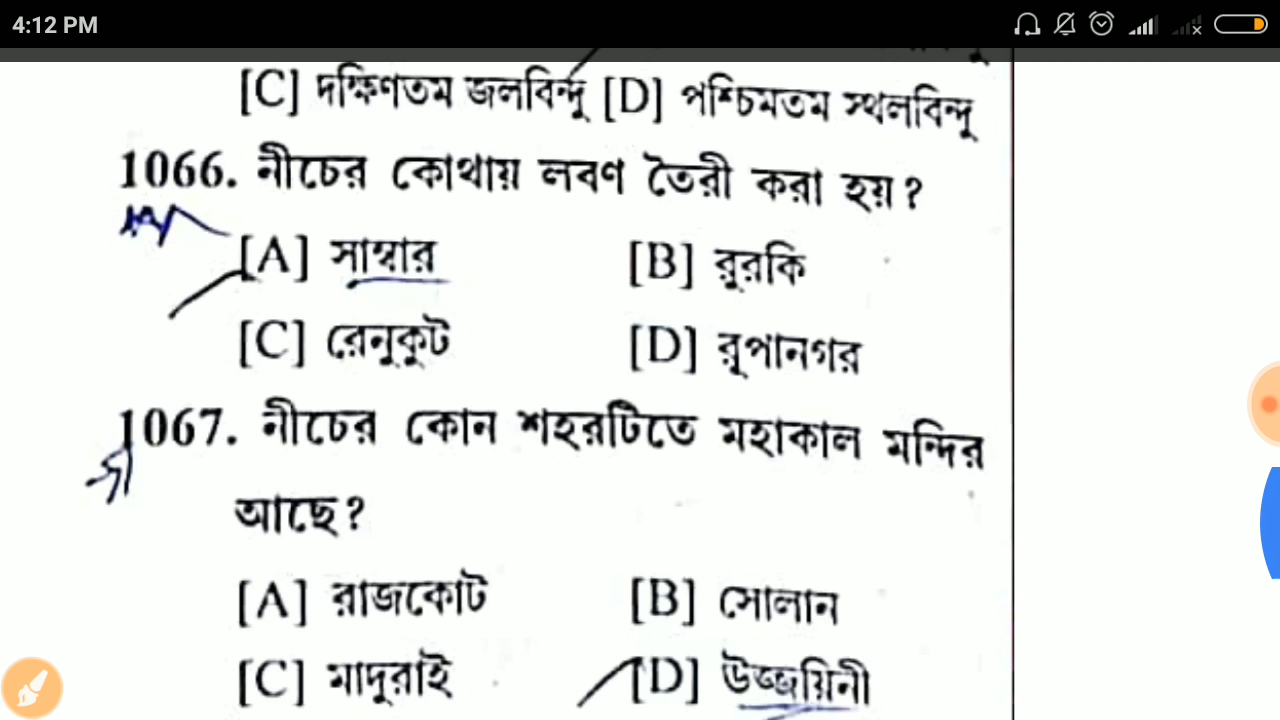 4:12 PM
[C] দক্ষিণতম জলবিন্দু [D] পশ্চিমতম স্থলবিন্দু
1066. নীচের কোথায় লবণ তৈরী করা হয়?
[A] সাম্বার [B] রুরকি
[C] রেনুকুট [D] রূপানগর
1067. নীচের কোন শহরটিতে মহাকাল মন্দির
আছে?
[A] রাজকোট [B] সোলান
[C] মাদুরাই [D] উজ্জয়িনী